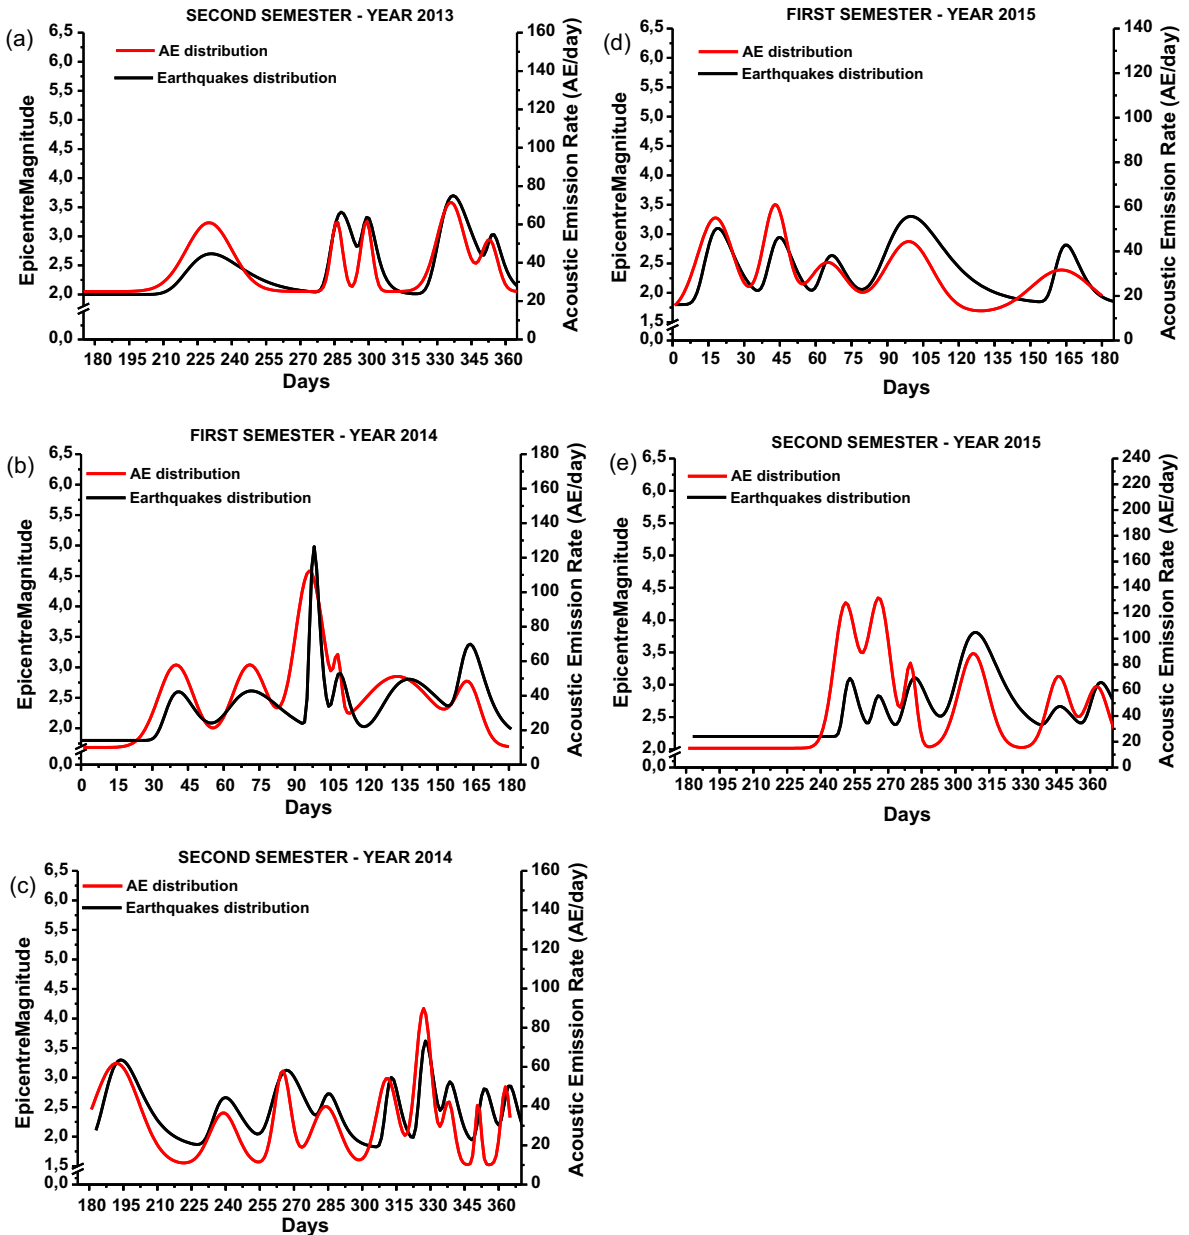 (a)
SECOND SEMESTER - YEAR 2013
AE distribution
Earthquakes distribution
EpicentreMagnitude
6,5
6,0
5,5
5,0
4,5
4,0
3,5
3,0
2,5
2,0
0,0
160
140
120
100
80
60
40
20
0
Acoustic Emission Rate (AE/day)
180 195 210 225 240 255 270 285 300 315 330 345 360
Days
(d)
FIRST SEMESTER - YEAR 2015
AE distribution
Earthquakes distribution
EpicentreMagnitude
6,5
6,0
5,5
5,0
4,5
4,0
3,5
3,0
2,5
2,0
1,5
0,0
140
120
100
80
60
40
20
0
Acoustic Emission Rate (AE/day)
0 15 30 45 60 75 90 105 120 135 150 165 180
Days
(b)
FIRST SEMESTER - YEAR 2014
AE distribution
Earthquakes distribution
EpicentreMagnitude
6,5
6,0
5,5
5,0
4,5
4,0
3,5
3,0
2,5
2,0
0,0
180
160
140
120
100
80
60
40
20
0
Acoustic Emission Rate (AE/day)
0 15 30 45 60 75 90 105 120 135 150 165 180
Days
(e)
SECOND SEMESTER - YEAR 2015
AE distribution
Earthquakes distribution
EpicentreMagnitude
6,5
6,0
5,5
5,0
4,5
4,0
3,5
3,0
2,5
2,0
0,0
240
220
200
180
160
140
120
100
80
60
40
20
0
Acoustic Emission Rate (AE/day)
180 195 210 225 240 255 270 285 300 315 330 345 360
Days
(c)
SECOND SEMESTER - YEAR 2014
AE distribution
Earthquakes distribution
EpicentreMagnitude
6,5
6,0
5,5
5,0
4,5
4,0
3,5
3,0
2,5
2,0
1,5
0,0
160
140
120
100
80
60
40
20
0
Acoustic Emission Rate (AE/day)
180 195 210 225 240 255 270 285 300 315 330 345 360
Days